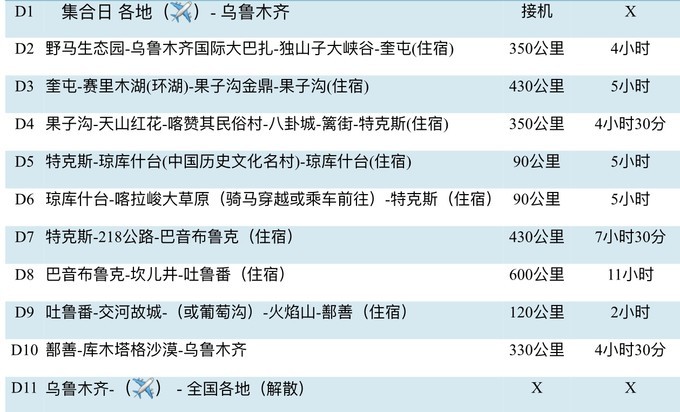 D1 集合日 各地（✈️）- 乌鲁木齐 接机 X
D2 野马生态园-乌鲁木齐国际大巴扎-独山子大峡谷-奎屯(住宿) 350公里 4小时
D3 奎屯-赛里木湖(环湖)-果子沟金鼎-果子沟(住宿) 430公里 5小时
D4 果子沟-天山红花-喀赞其民俗村-八卦城-篱街-特克斯(住宿) 350公里 4小时30分
D5 特克斯-琼库什台(中国历史文化名村)-琼库什台(住宿) 90公里 5小时
D6 琼库什台-喀拉峻大草原（骑马穿越或乘车前往）-特克斯（住宿） 90公里 5小时
D7 特克斯-218公路-巴音布鲁克（住宿） 430公里 7小时30分
D8 巴音布鲁克-坎儿井-吐鲁番（住宿） 600公里 11小时
D9 吐鲁番-交河故城-（或葡萄沟）-火焰山-鄯善（住宿） 120公里 2小时
D10 鄯善-库木塔格沙漠-乌鲁木齐 330公里 4小时30分
D11 乌鲁木齐-（✈️） - 全国各地（解散） X X